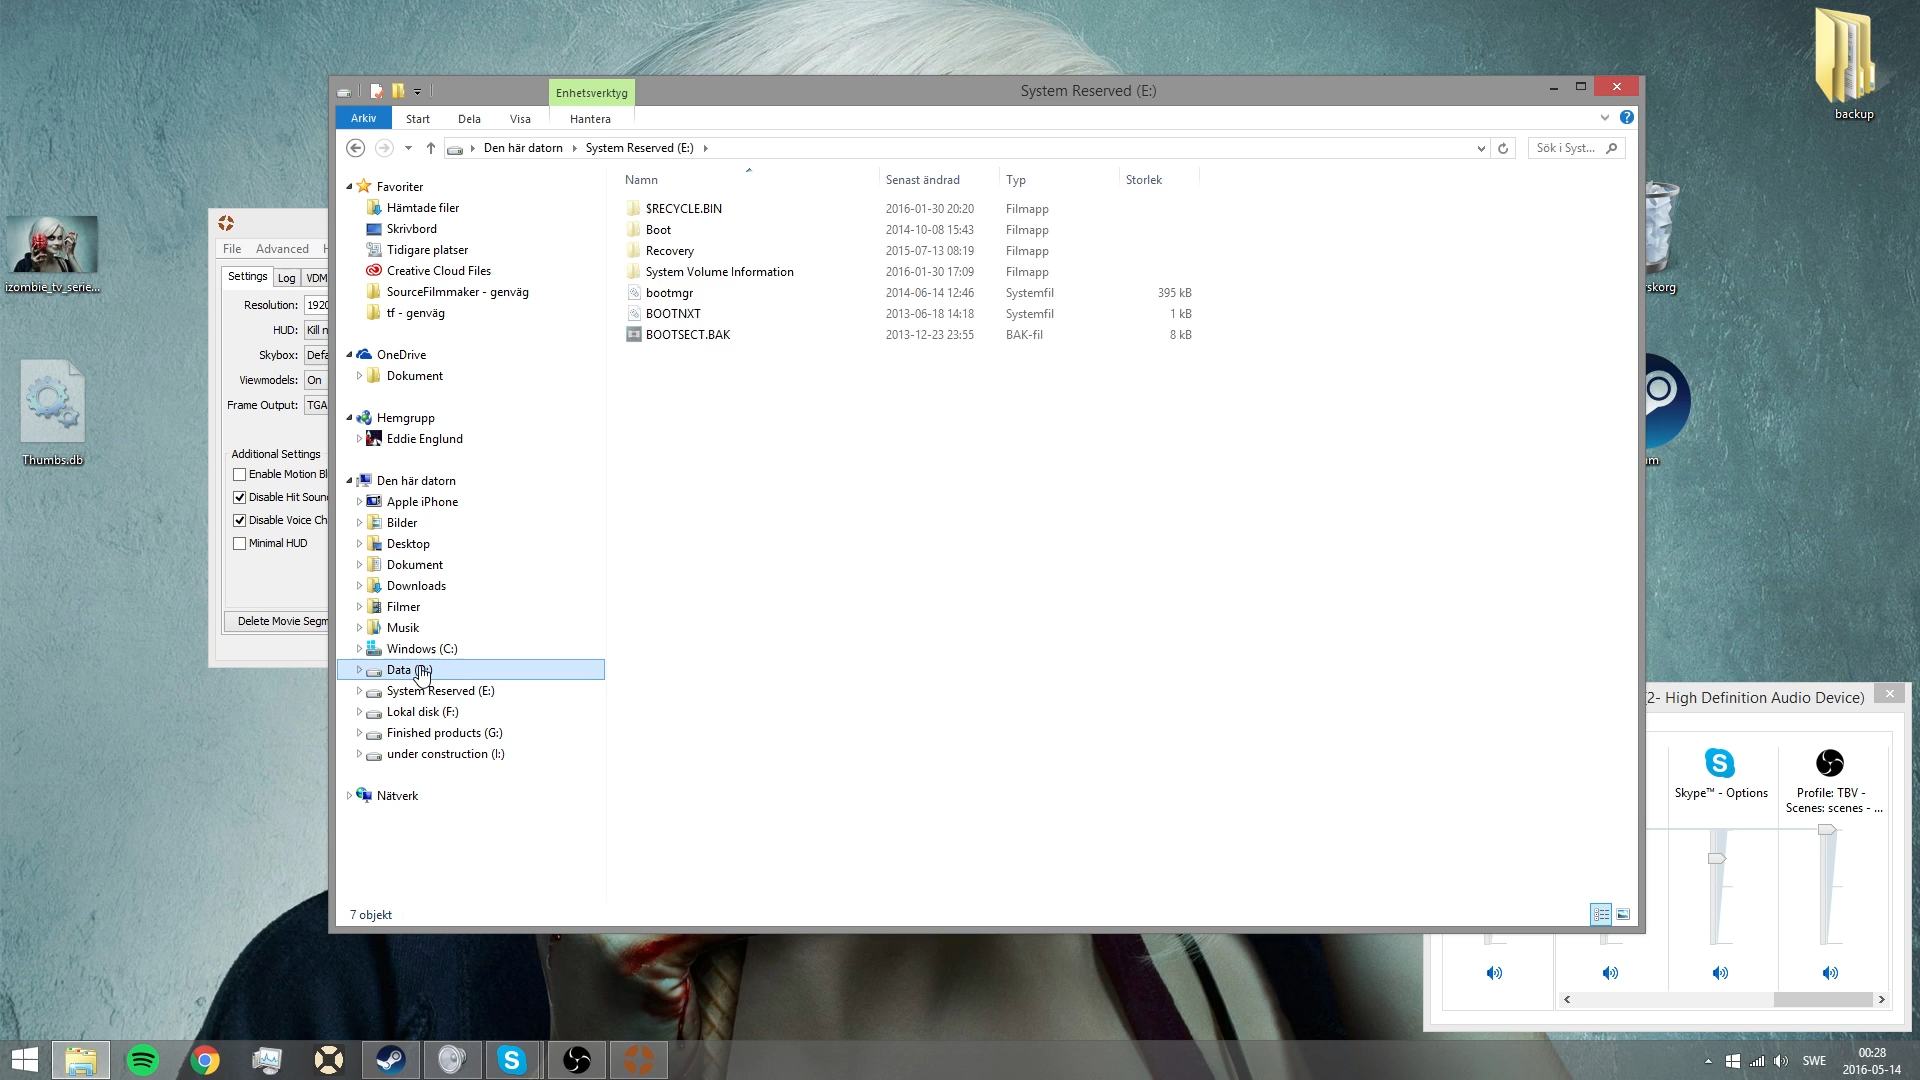 backup
Enhetsverktyg
System Reserved (E:)
Arkiv
Start
Dela
Visa
Hantera
Den här datorn
System Reserved (E:)
Sök i Syst...
Namn
Senast ändrad
Typ
Storlek
$RECYCLE.BIN 2016-01-30 20:20 Filmapp
Boot 2014-10-08 15:43 Filmapp
Recovery 2015-07-13 08:19 Filmapp
System Volume Information 2016-01-30 17:09 Filmapp
bootmgr 2014-06-14 12:46 Systemfil 395 kB
BOOTNXT 2013-06-18 14:18 Systemfil 1 kB
BOOTSECT.BAK 2013-12-23 23:55 BAK-fil 8 kB
Favoriter
Hämtade filer
Skrivbord
Tidigare platser
Creative Cloud Files
SourceFilmmaker - genväg
tf - genväg
OneDrive
Dokument
Hemgrupp
Eddie Englund
Den här datorn
Apple iPhone
Bilder
Desktop
Dokument
Downloads
Filmer
Musik
Windows (C:)
Data
System Reserved (E:)
Lokal disk (F:)
Finished products (G:)
under construction (I:)
Nätverk
7 objekt
izombie_tv_serie...
Thumbs.db
File
Advanced
Settings
Log
VDM
Resolution: 1920
HUD: Kill n
Skybox: Defa
Viewmodels: On
Frame Output: TGA
Additional Settings
Enable Motion Bl
Disable Hit Soun
Disable Voice Ch
Minimal HUD
Delete Movie Segm
skorg
m
(2- High Definition Audio Device)
Skype™ - Options
Profile: TBV -
Scenes: scenes - ...
SWE
00:28
2016-05-14